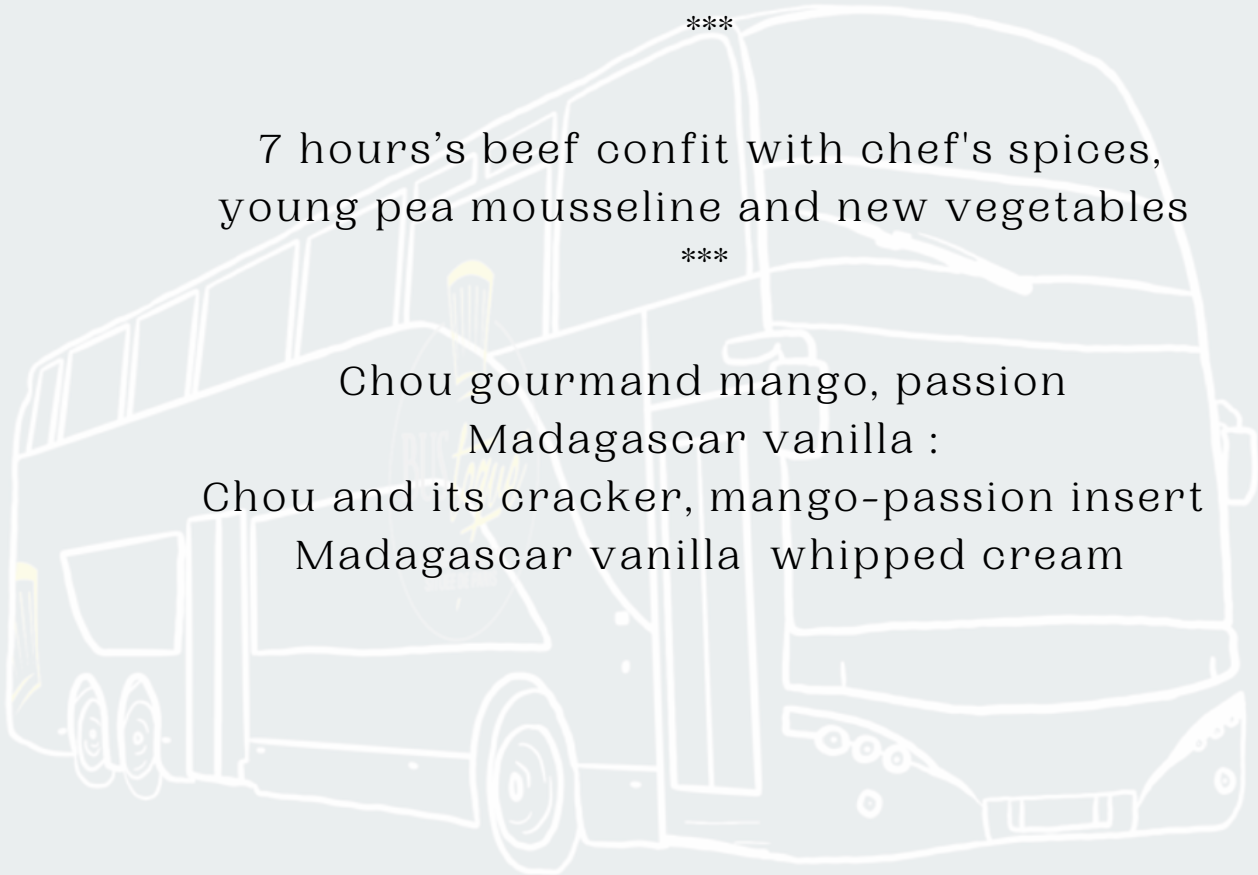 ***
7 hours’s beef confit with chef's spices,
young pea mousseline and new vegetables
***
Chou gourmand mango, passion
Madagascar vanilla :
Chou and its cracker, mango-passion insert
Madagascar vanilla  whipped cream